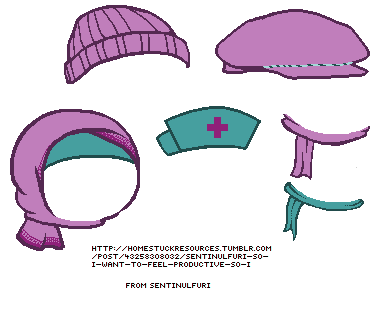 HTTP://HOMESTUCKRESOURCES.TUMBLR.COM
/POST/43258308032/SENTINULFURI-SO-
I-WANT-TO-FEEL-PRODUCTIVE-SO-I
FROM SENTINULFURI